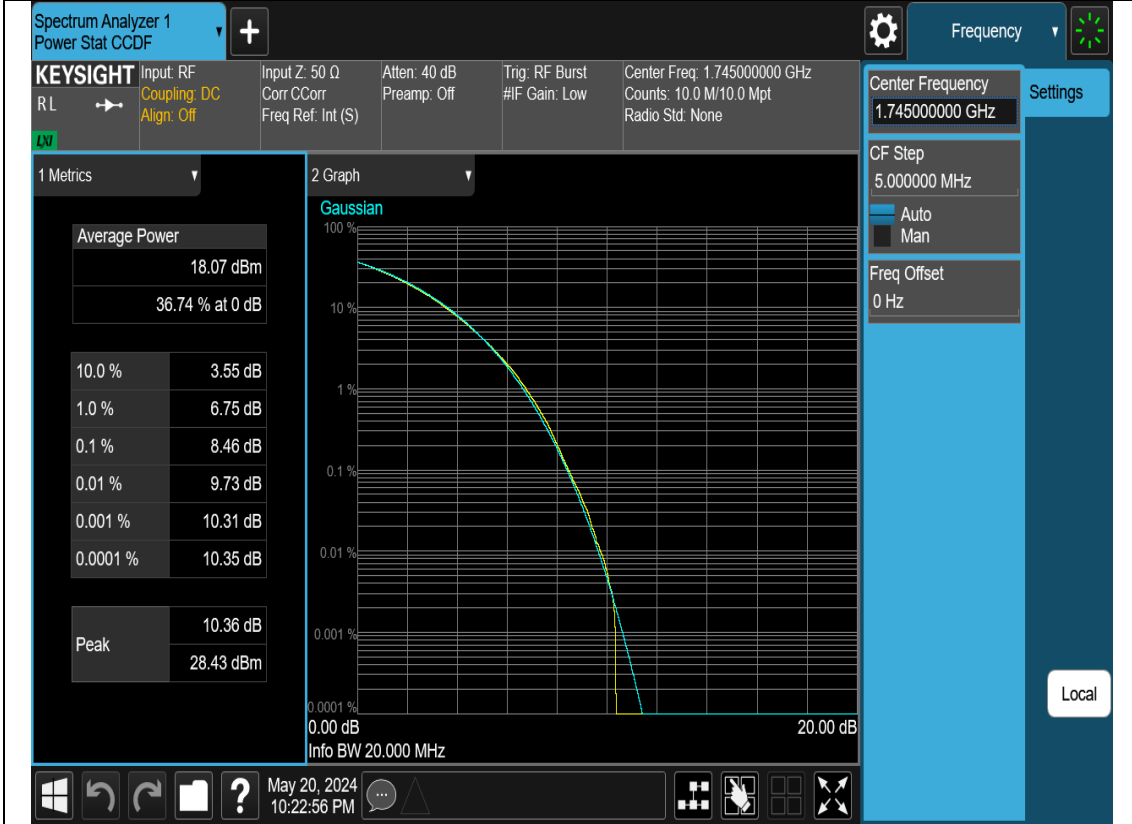 Spectrum Analyzer 1
Power Stat CCDF
+
Frequency
KEYSIGHT
RL
LXI
Input: RF
Coupling: DC
Align: Off
Input Z: 50 Ω
Corr CCorr
Freq Ref: Int (S)
Atten: 40 dB
Preamp: Off
Trig: RF Burst
#IF Gain: Low
Center Freq: 1.745000000 GHz
Counts: 10.0 M/10.0 Mpt
Radio Std: None
Center Frequency
1.745000000 GHz
Settings
CF Step
5.000000 MHz
Auto
Man
Freq Offset
0 Hz
1 Metrics
Average Power
18.07 dBm
36.74 % at 0 dB
10.0 % 3.55 dB
1.0 % 6.75 dB
0.1 % 8.46 dB
0.01 % 9.73 dB
0.001 % 10.31 dB
0.0001 % 10.35 dB
Peak
10.36 dB
28.43 dBm
2 Graph
Gaussian
100 %
10 %
1 %
0.1 %
0.01 %
0.001 %
0.0001 %
0.00 dB 20.00 dB
Info BW 20.000 MHz
Local
?
May 20, 2024
10:22:56 PM